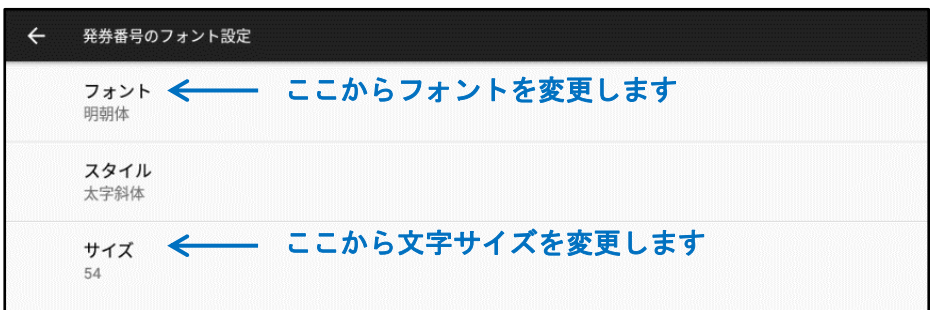 発券番号のフォント設定
フォント ここからフォントを変更します
明朝体
スタイル
太字斜体
サイズ ここから文字サイズを変更します
54